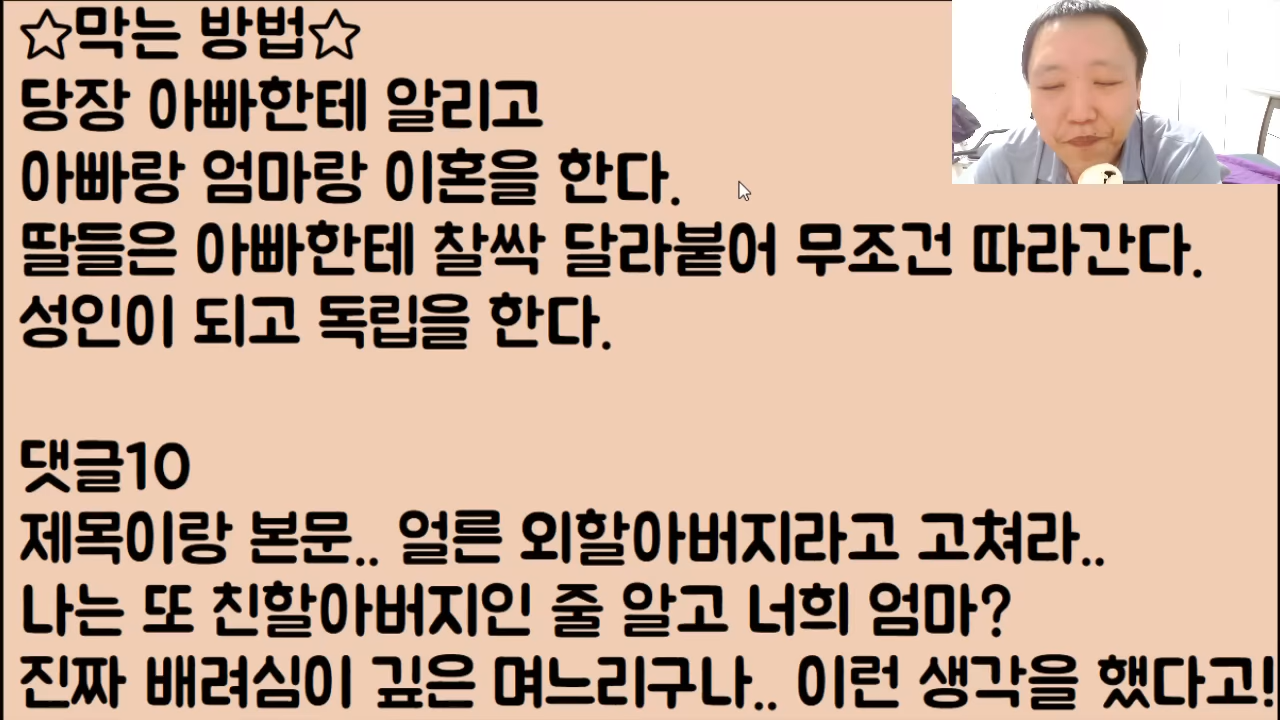 ☆막는 방법☆
당장 아빠한테 알리고
아빠랑 엄마랑 이혼을 한다.
딸들은 아빠한테 찰싹 달라붙어 무조건 따라간다.
성인이 되고 독립을 한다.
댓글10
제목이랑 본문.. 얼른 외할아버지라고 고쳐라..
나는 또 친할아버지인 줄 알고 너희 엄마?
진짜 배려심이 깊은 며느리구나.. 이런 생각을 했다고!